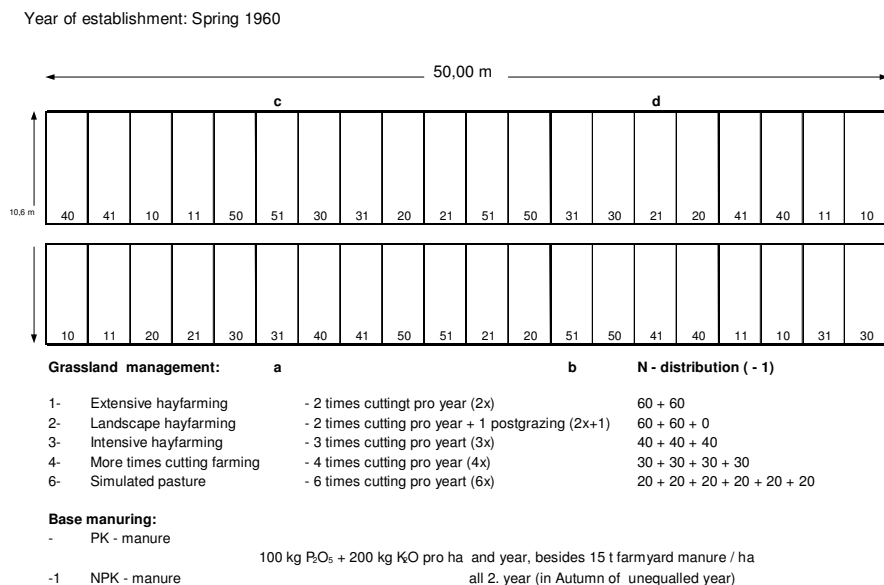 Year of establishment: Spring 1960
50,00 m
c d
10,6 m
40 41 10 11 50 51 30 31 20 21 51 50 31 30 21 20 41 40 11 10
10 11 20 21 30 31 40 41 50 51 21 20 51 50 41 40 11 10 31 30
Grassland management: a b N - distribution ( - 1)
1- Extensive hayfarming - 2 times cuttingt pro year (2x) 60 + 60
2- Landscape hayfarming - 2 times cutting pro year + 1 postgrazing (2x+1) 60 + 60 + 0
3- Intensive hayfarming - 3 times cutting pro yeart (3x) 40 + 40 + 40
4- More times cutting farming - 4 times cutting pro year (4x) 30 + 30 + 30 + 30
6- Simulated pasture - 6 times cutting pro yeart (6x) 20 + 20 + 20 + 20 + 20 + 20
Base manuring:
- PK - manure
100 kg P₂O₅ + 200 kg K₂O pro ha and year, besides 15 t farmyard manure / ha
-1 NPK - manure all 2. year (in Autumn of unequalled year)